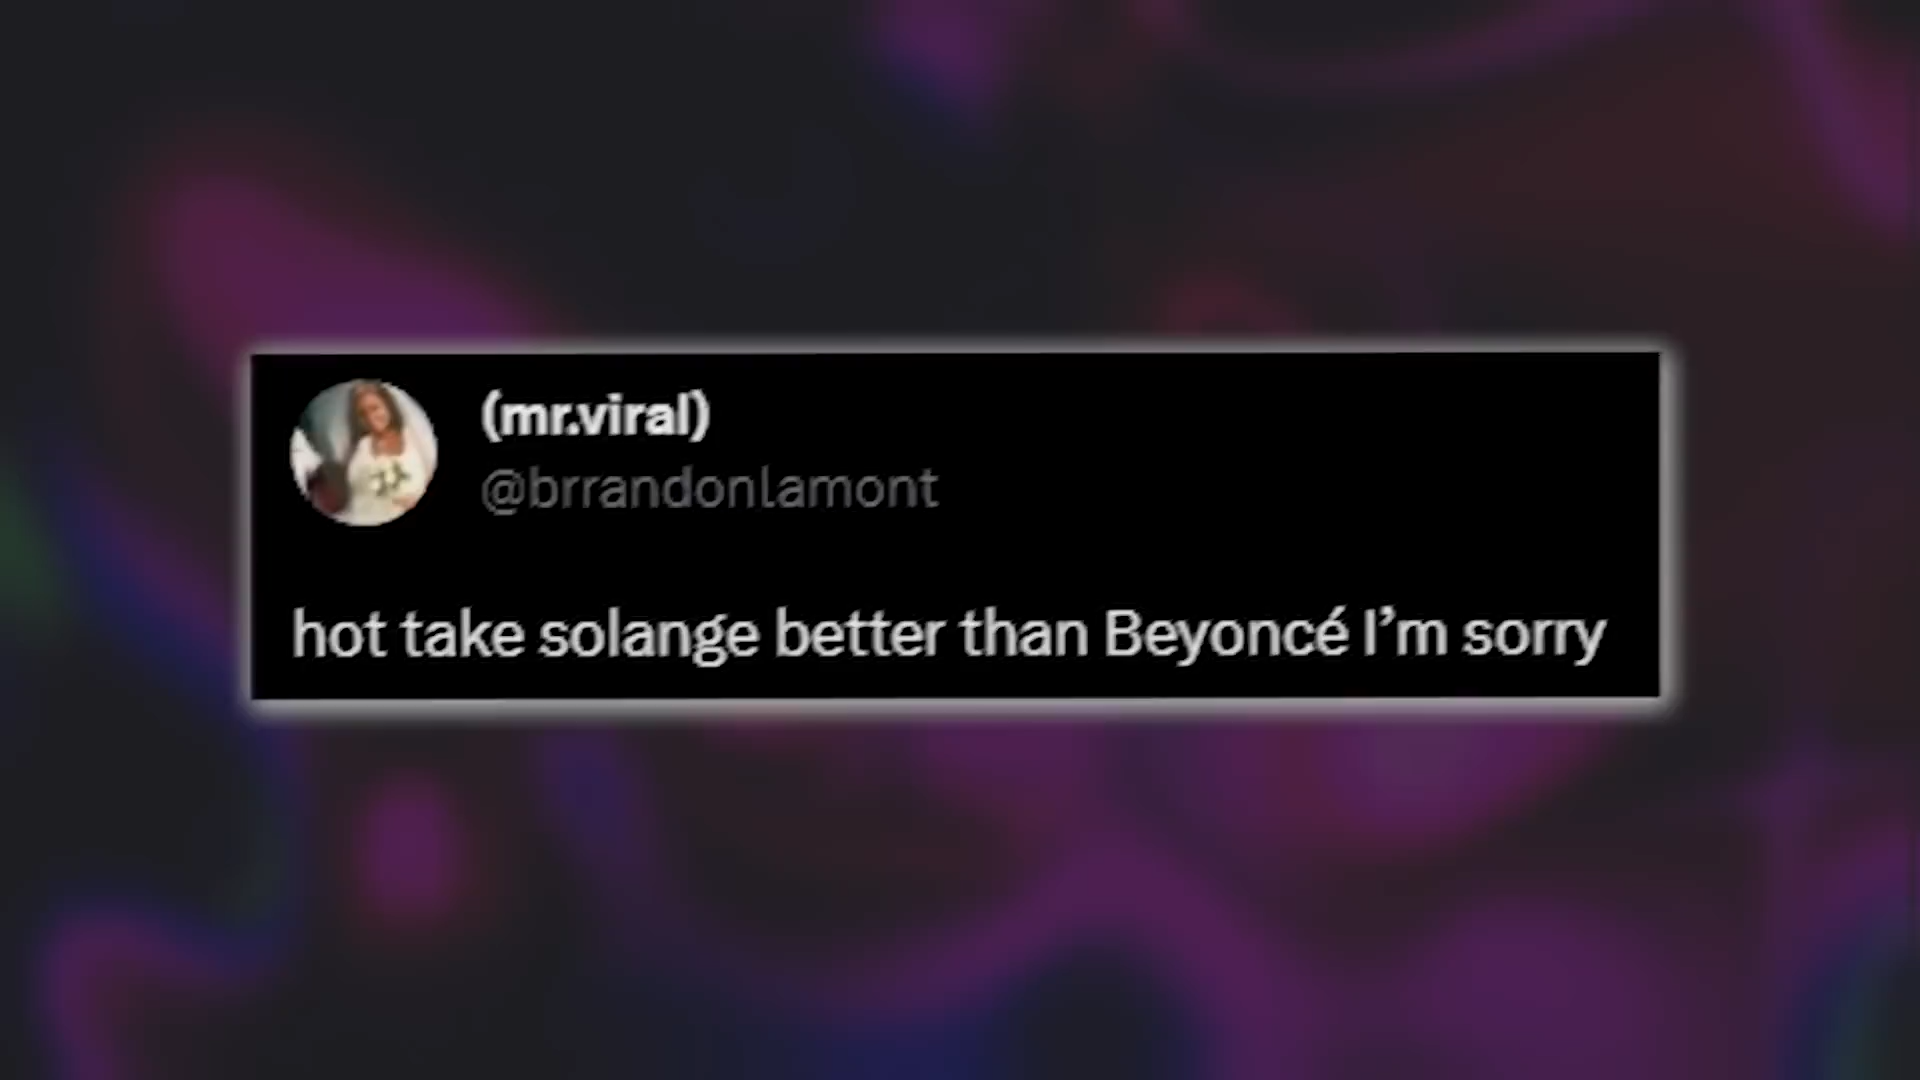 (mr.viral)
@brrandonlamont
hot take solange better than Beyoncé I’m sorry